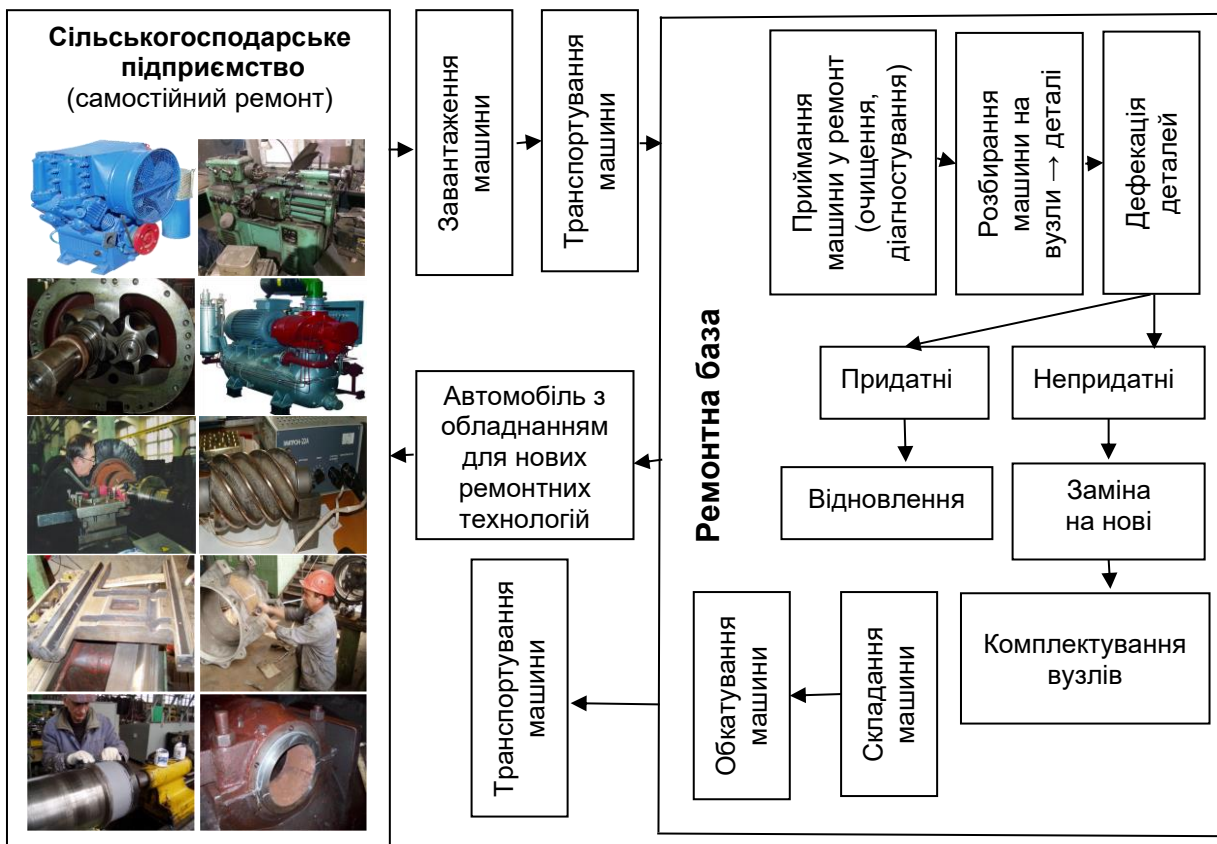 Сільськогосподарське
підприємство
(самостійний ремонт)
Завантаження
машини
Транспортування
машини
Приймання
машини у ремонт
(очищення,
діагностування)
Розбирання
машини на
вузли → деталі
Дефекація
деталей
Ремонтна база
Придатні
Непридатні
Автомобіль з
обладнанням
для нових
ремонтних
технологій
Відновлення
Заміна
на нові
Транспортування
машини
Обкатування
машини
Складання
машини
Комплектування
вузлів